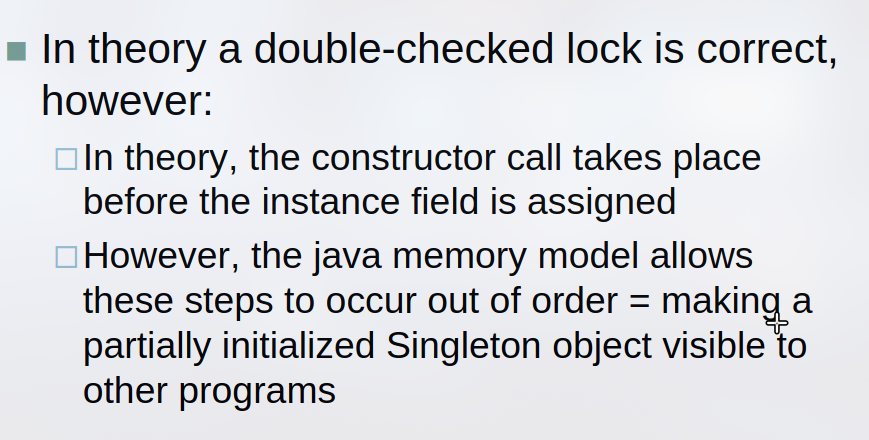 In theory a double-checked lock is correct,
however:
In theory, the constructor call takes place
before the instance field is assigned
However, the java memory model allows
these steps to occur out of order = making a
partially initialized Singleton object visible to
other programs